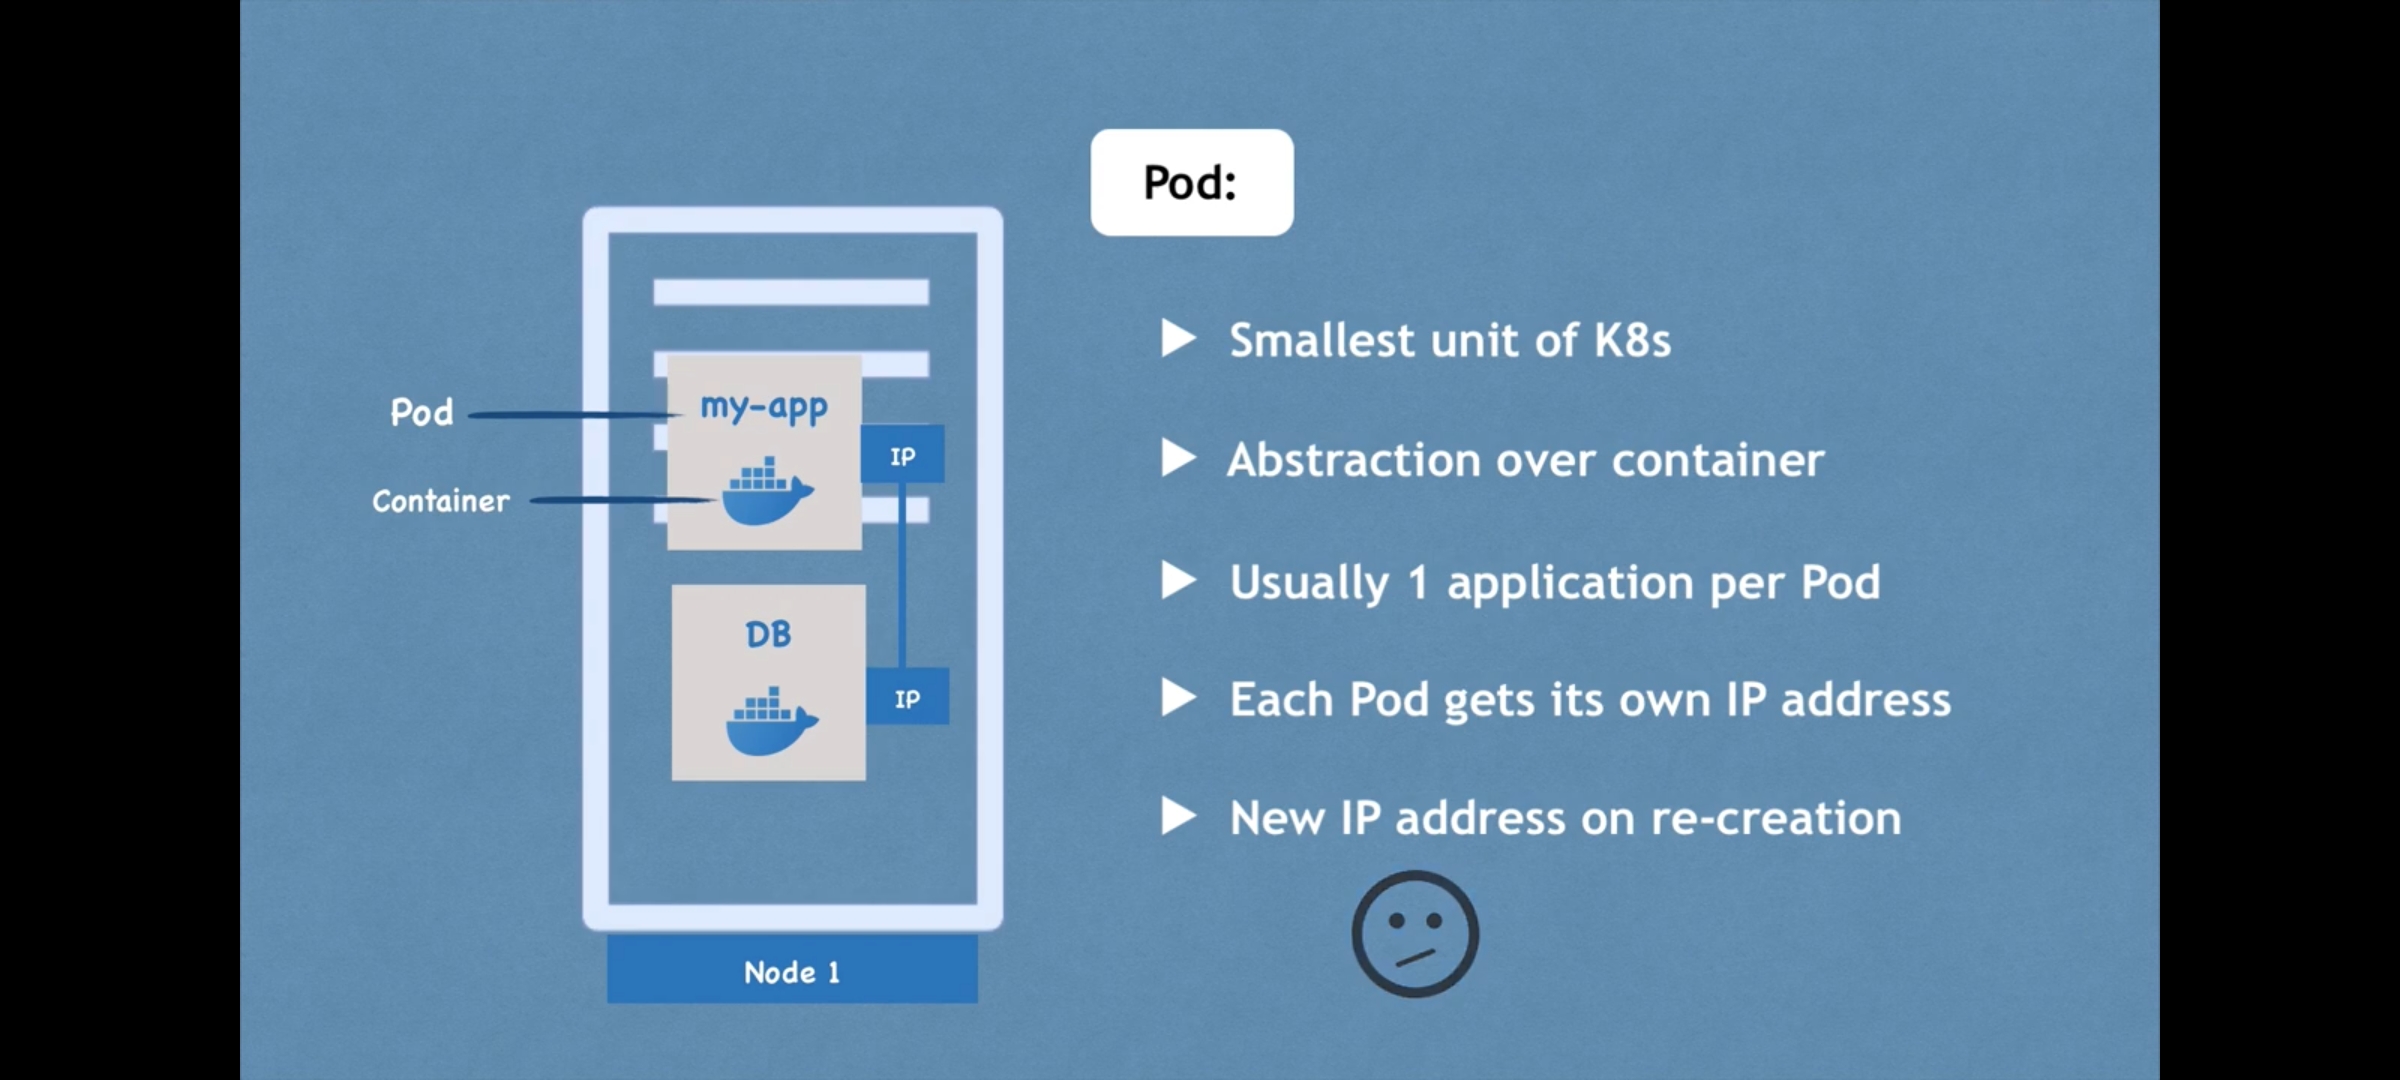 Pod:
Smallest unit of K8s
Abstraction over container
Usually 1 application per Pod
Each Pod gets its own IP address
New IP address on re-creation
Pod
my-app
IP
Container
DB
IP
Node 1